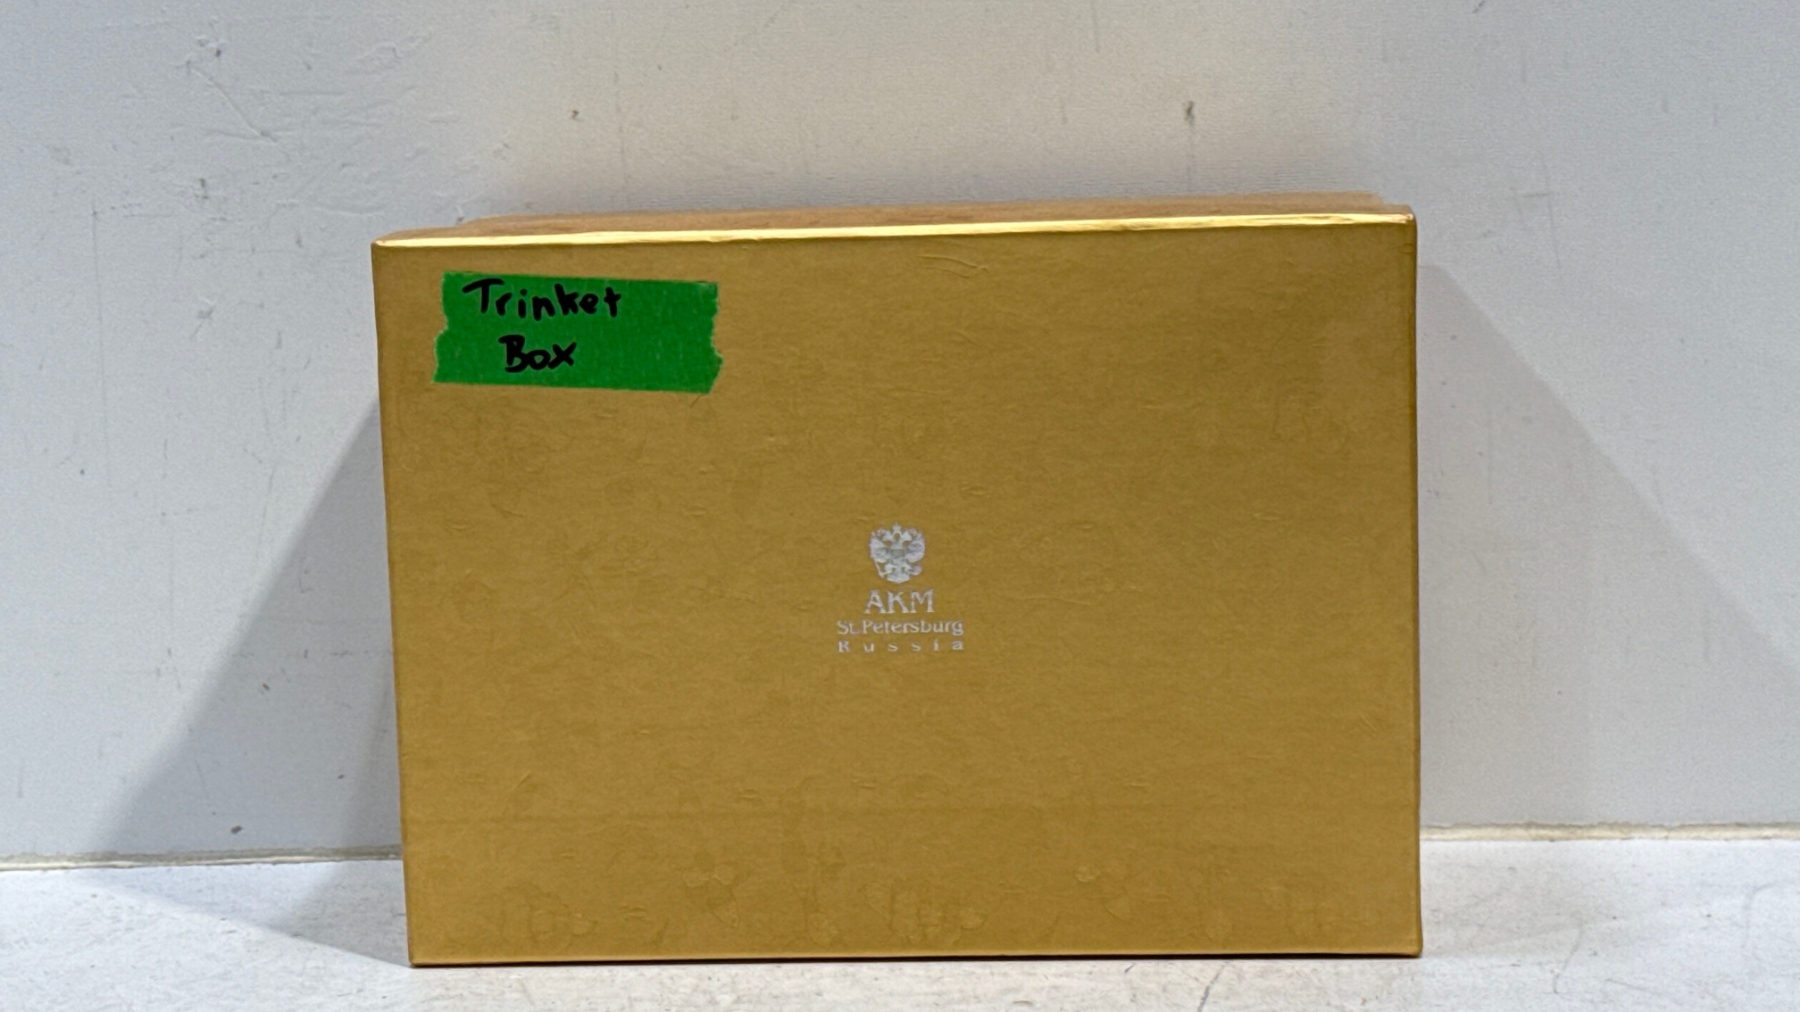 Trinket
Box
AKM
St.Petersburg
Russia